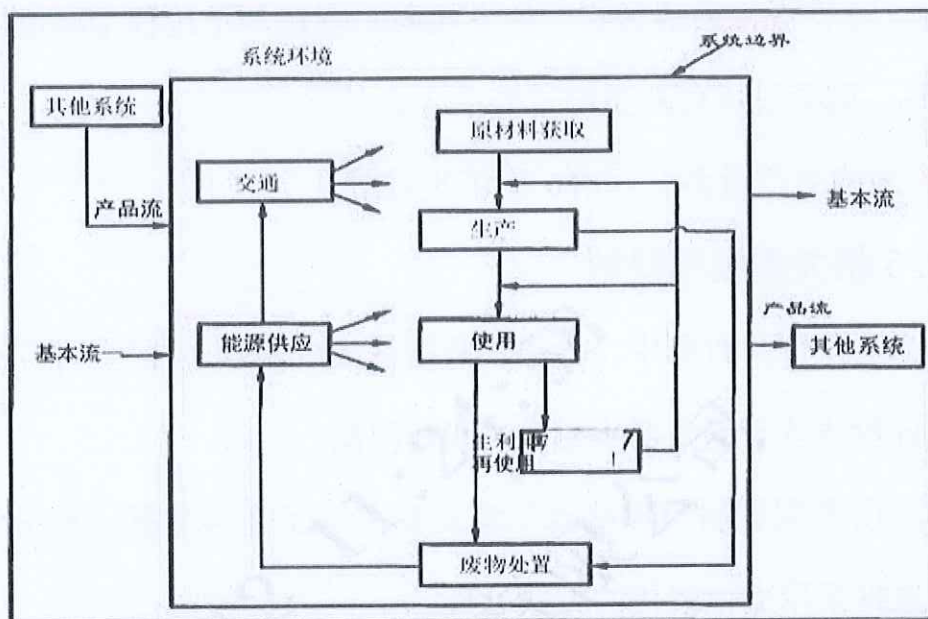 系统环境
系统边界
其他系统
原材料获取
交通
产品流
基本流
生产
产品流
基本流
能源供应
使用
其他系统
再使用
废物处置